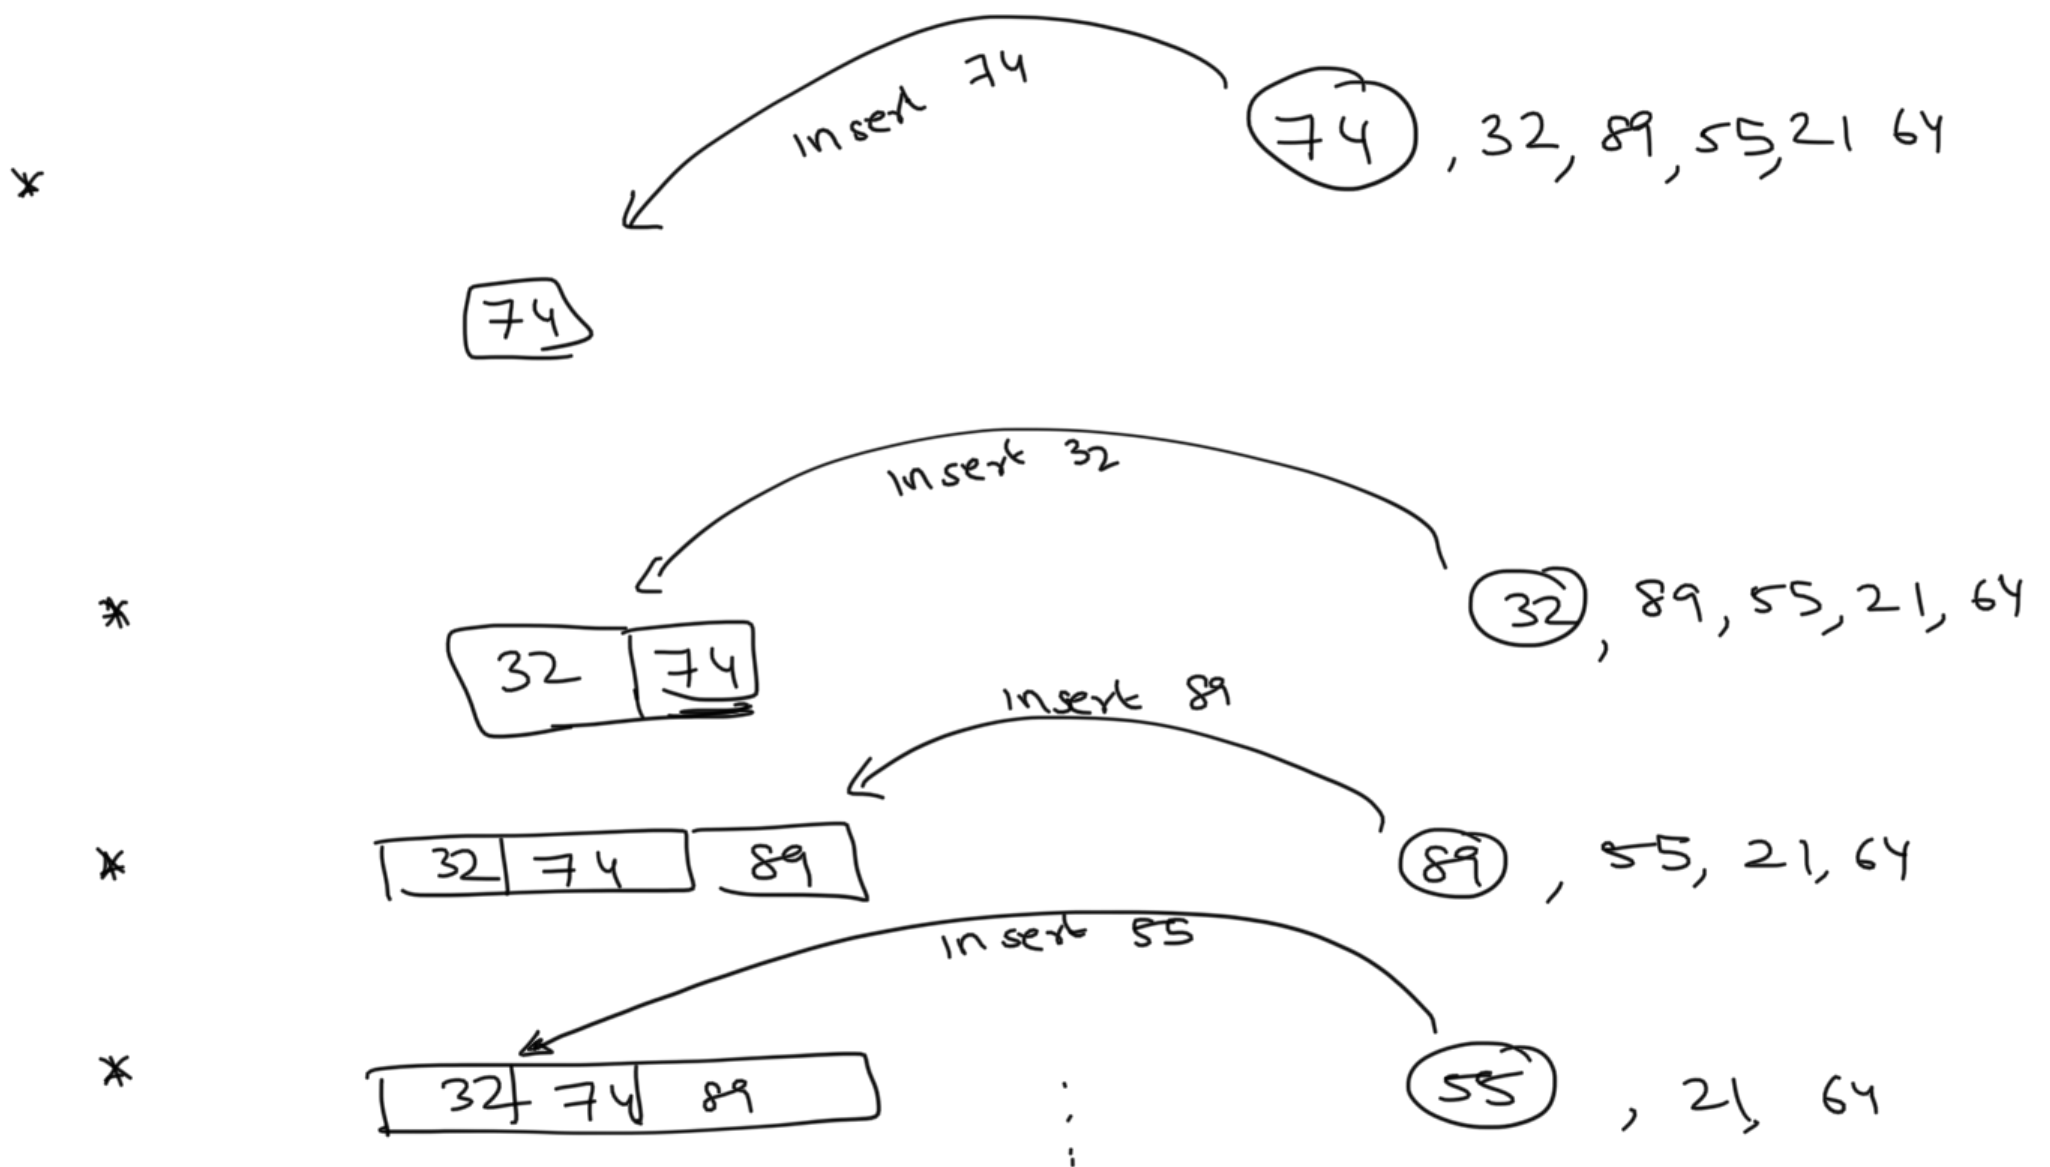 insert 74
74 , 32, 89, 55, 21 64
*
74
insert 32
* 32, 89, 55, 21, 64
32 74
insert 89
* 32 74 89 89 , 55, 21, 64
insert 55
* 32 74 89 55 , 21, 64